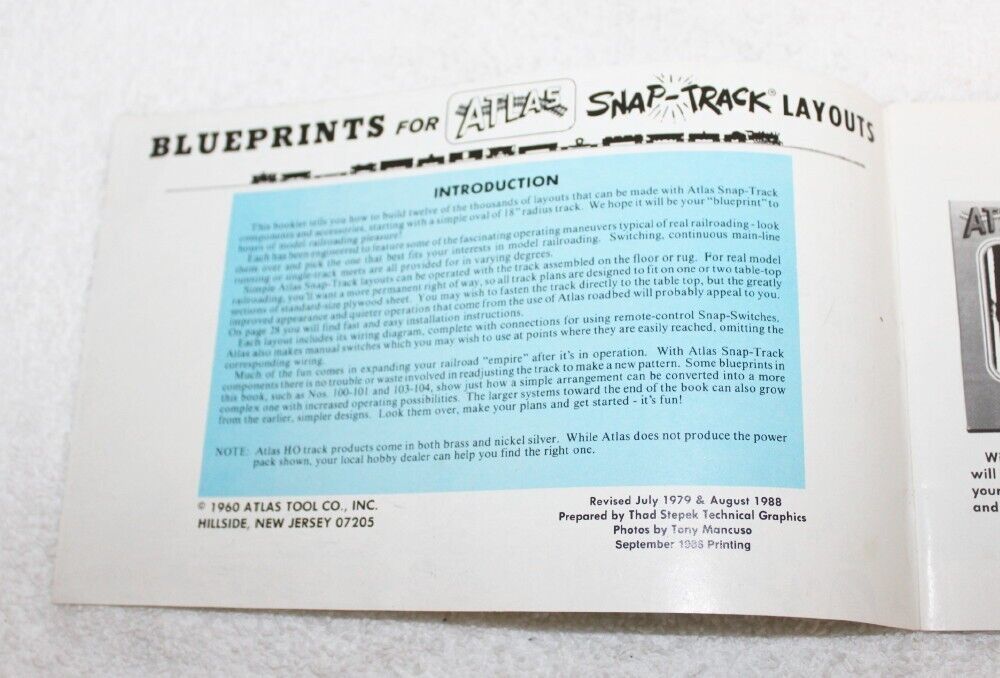 BLUEPRINTS FOR ATLAS SNAP-TRACK® LAYOUTS
INTRODUCTION
This booklet tells you how to build twelve of the thousands of layouts that can be made with Atlas Snap-Track
components and accessories, starting with a simple oval of 18" radius track. We hope it will be your "blueprint" to
hours of model railroading pleasure!
Each has been engineered to feature some of the fascinating operating maneuvers typical of real railroading - look
them over and pick the one that best fits your interests in model railroading. Switching, continuous main-line
running or single-track meets are all provided for in varying degrees.
Simple Atlas Snap-Track layouts can be operated with the track assembled on the floor or rug. For real model
railroading, you'll want a more permanent right of way, so all track plans are designed to fit on one or two table-top
sections of standard-size plywood sheet. You may wish to fasten the track directly to the table top, but the greatly
improved appearance and quieter operation that come from the use of Atlas roadbed will probably appeal to you.
On page 28 you will find fast and easy installation instructions.
Each layout includes its wiring diagram, complete with connections for using remote-control Snap-Switches.
Atlas also makes manual switches which you may wish to use at points where they are easily reached, omitting the
corresponding wiring.
Much of the fun comes in expanding your railroad "empire" after it's in operation. With Atlas Snap-Track
components there is no trouble or waste involved in readjusting the track to make a new pattern. Some blueprints in
this book, such as Nos. 100-101 and 103-104, show just how a simple arrangement can be converted into a more
complex one with increased operating possibilities. The larger systems toward the end of the book can also grow
from the earlier, simpler designs. Look them over, make your plans and get started - it's fun!
NOTE: Atlas HO track products come in both brass and nickel silver. While Atlas does not produce the power
pack shown, your local hobby dealer can help you find the right one.
© 1960 ATLAS TOOL CO., INC.
HILLSIDE, NEW JERSEY 07205
Revised July 1979 & August 1988
Prepared by Thad Stepek Technical Graphics
Photos by Tony Mancuso
September 1988 Printing
AT
Wi
will
your
and